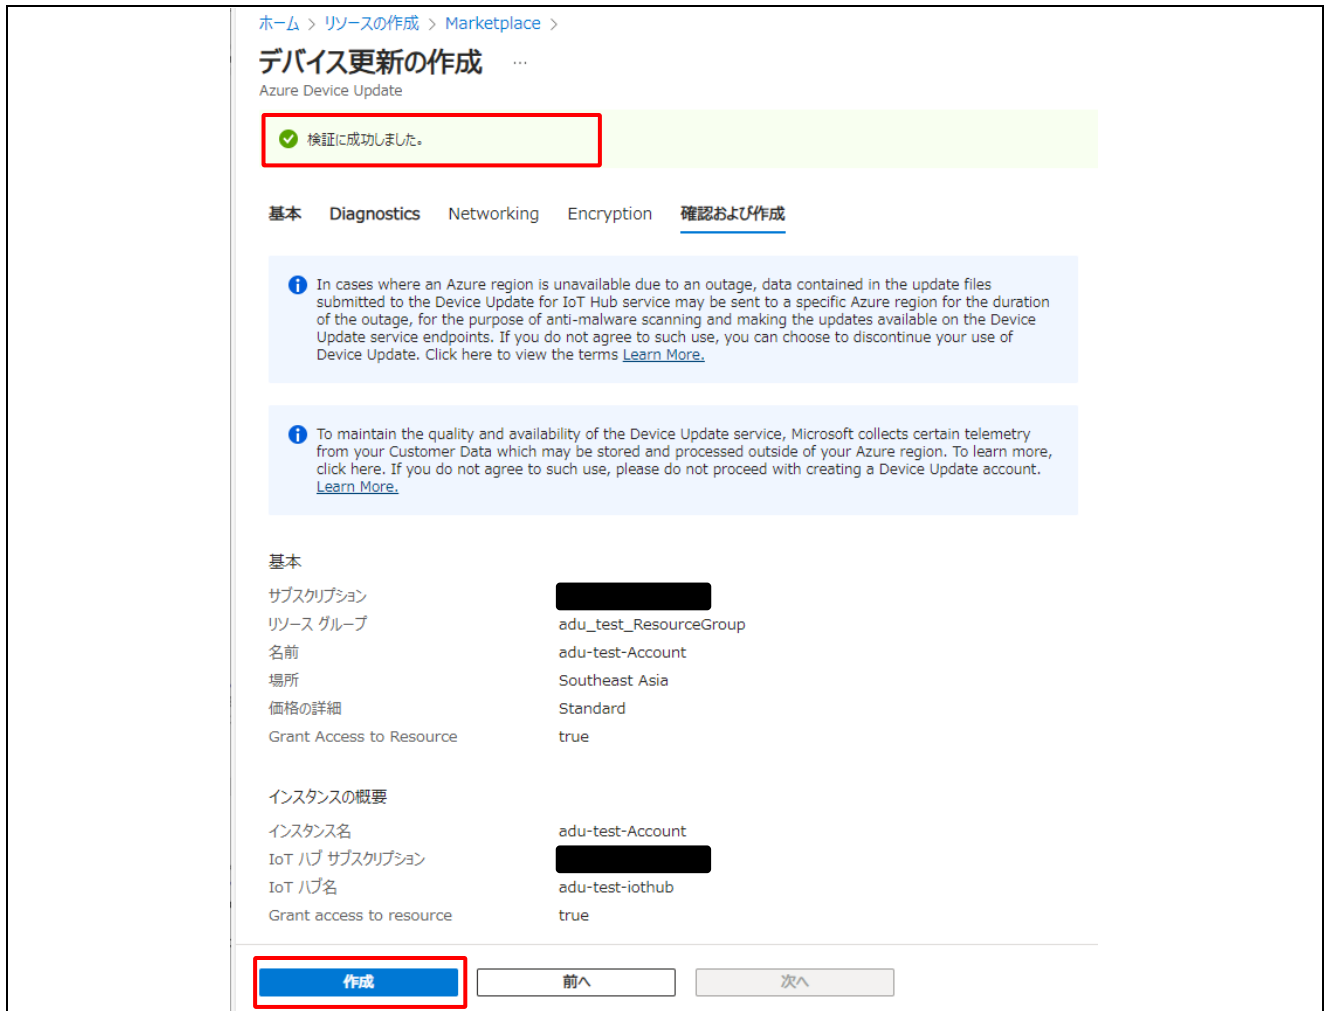 ホーム > リソースの作成 > Marketplace >
デバイス更新の作成 …
Azure Device Update
検証に成功しました。
基本 Diagnostics Networking Encryption 確認および作成
In cases where an Azure region is unavailable due to an outage, data contained in the update files
submitted to the Device Update for IoT Hub service may be sent to a specific Azure region for the duration
of the outage, for the purpose of anti-malware scanning and making the updates available on the Device
Update service endpoints. If you do not agree to such use, you can choose to discontinue your use of
Device Update. Click here to view the terms Learn More.
To maintain the quality and availability of the Device Update service, Microsoft collects certain telemetry
from your Customer Data which may be stored and processed outside of your Azure region. To learn more,
click here. If you do not agree to such use, please do not proceed with creating a Device Update account.
Learn More.
基本
サブスクリプション
リソース グループ adu_test_ResourceGroup
名前 adu-test-Account
場所 Southeast Asia
価格の詳細 Standard
Grant Access to Resource true
インスタンスの概要
インスタンス名 adu-test-Account
IoT ハブ サブスクリプション
IoT ハブ名 adu-test-iothub
Grant access to resource true
作成 前へ 次へ